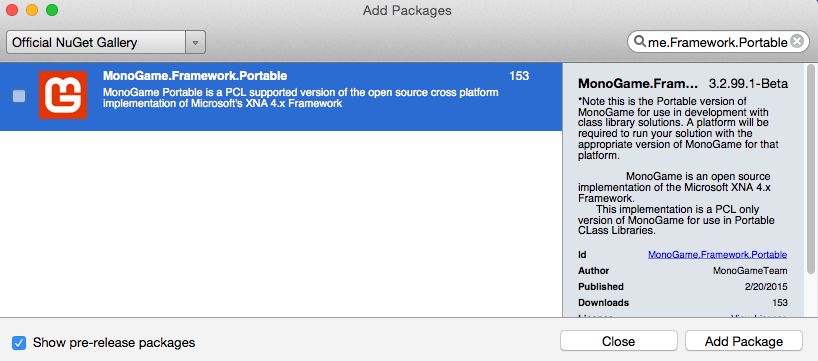 Add Packages
Official NuGet Gallery
me.Framework.Portable
MonoGame.Framework.Portable 153
MonoGame Portable is a PCL supported version of the open source cross platform
implementation of Microsoft's XNA 4.x Framework
MonoGame.Fram... 3.2.99.1-Beta
*Note this is the Portable version of
MonoGame for use in development with
class library solutions. A platform will be
required to run your solution with the
appropriate version of MonoGame for that
platform.
MonoGame is an open source
implementation of the Microsoft XNA 4.x
Framework.
This implementation is a PCL only
version of MonoGame for use in Portable
CLass Libraries.
Id MonoGame.Framework.Portable
Author MonoGameTeam
Published 2/20/2015
Downloads 153
License View License
Show pre-release packages
Close
Add Package